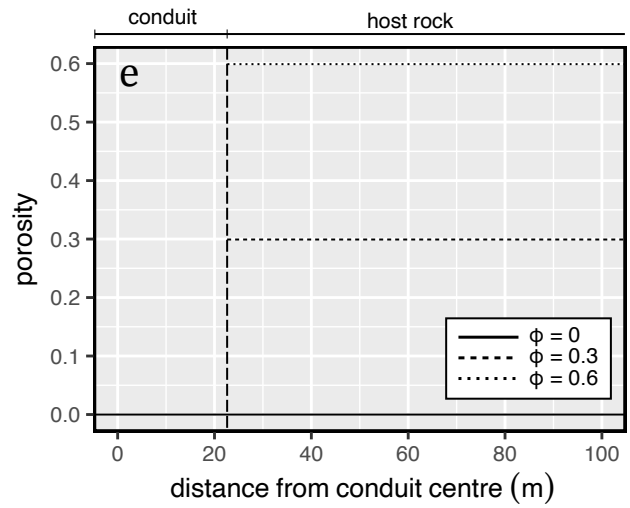 conduit host rock
e
0.6
0.5
0.4
0.3
0.2
0.1
0.0
porosity
ϕ = 0
ϕ = 0.3
ϕ = 0.6
0 20 40 60 80 100
distance from conduit centre (m)